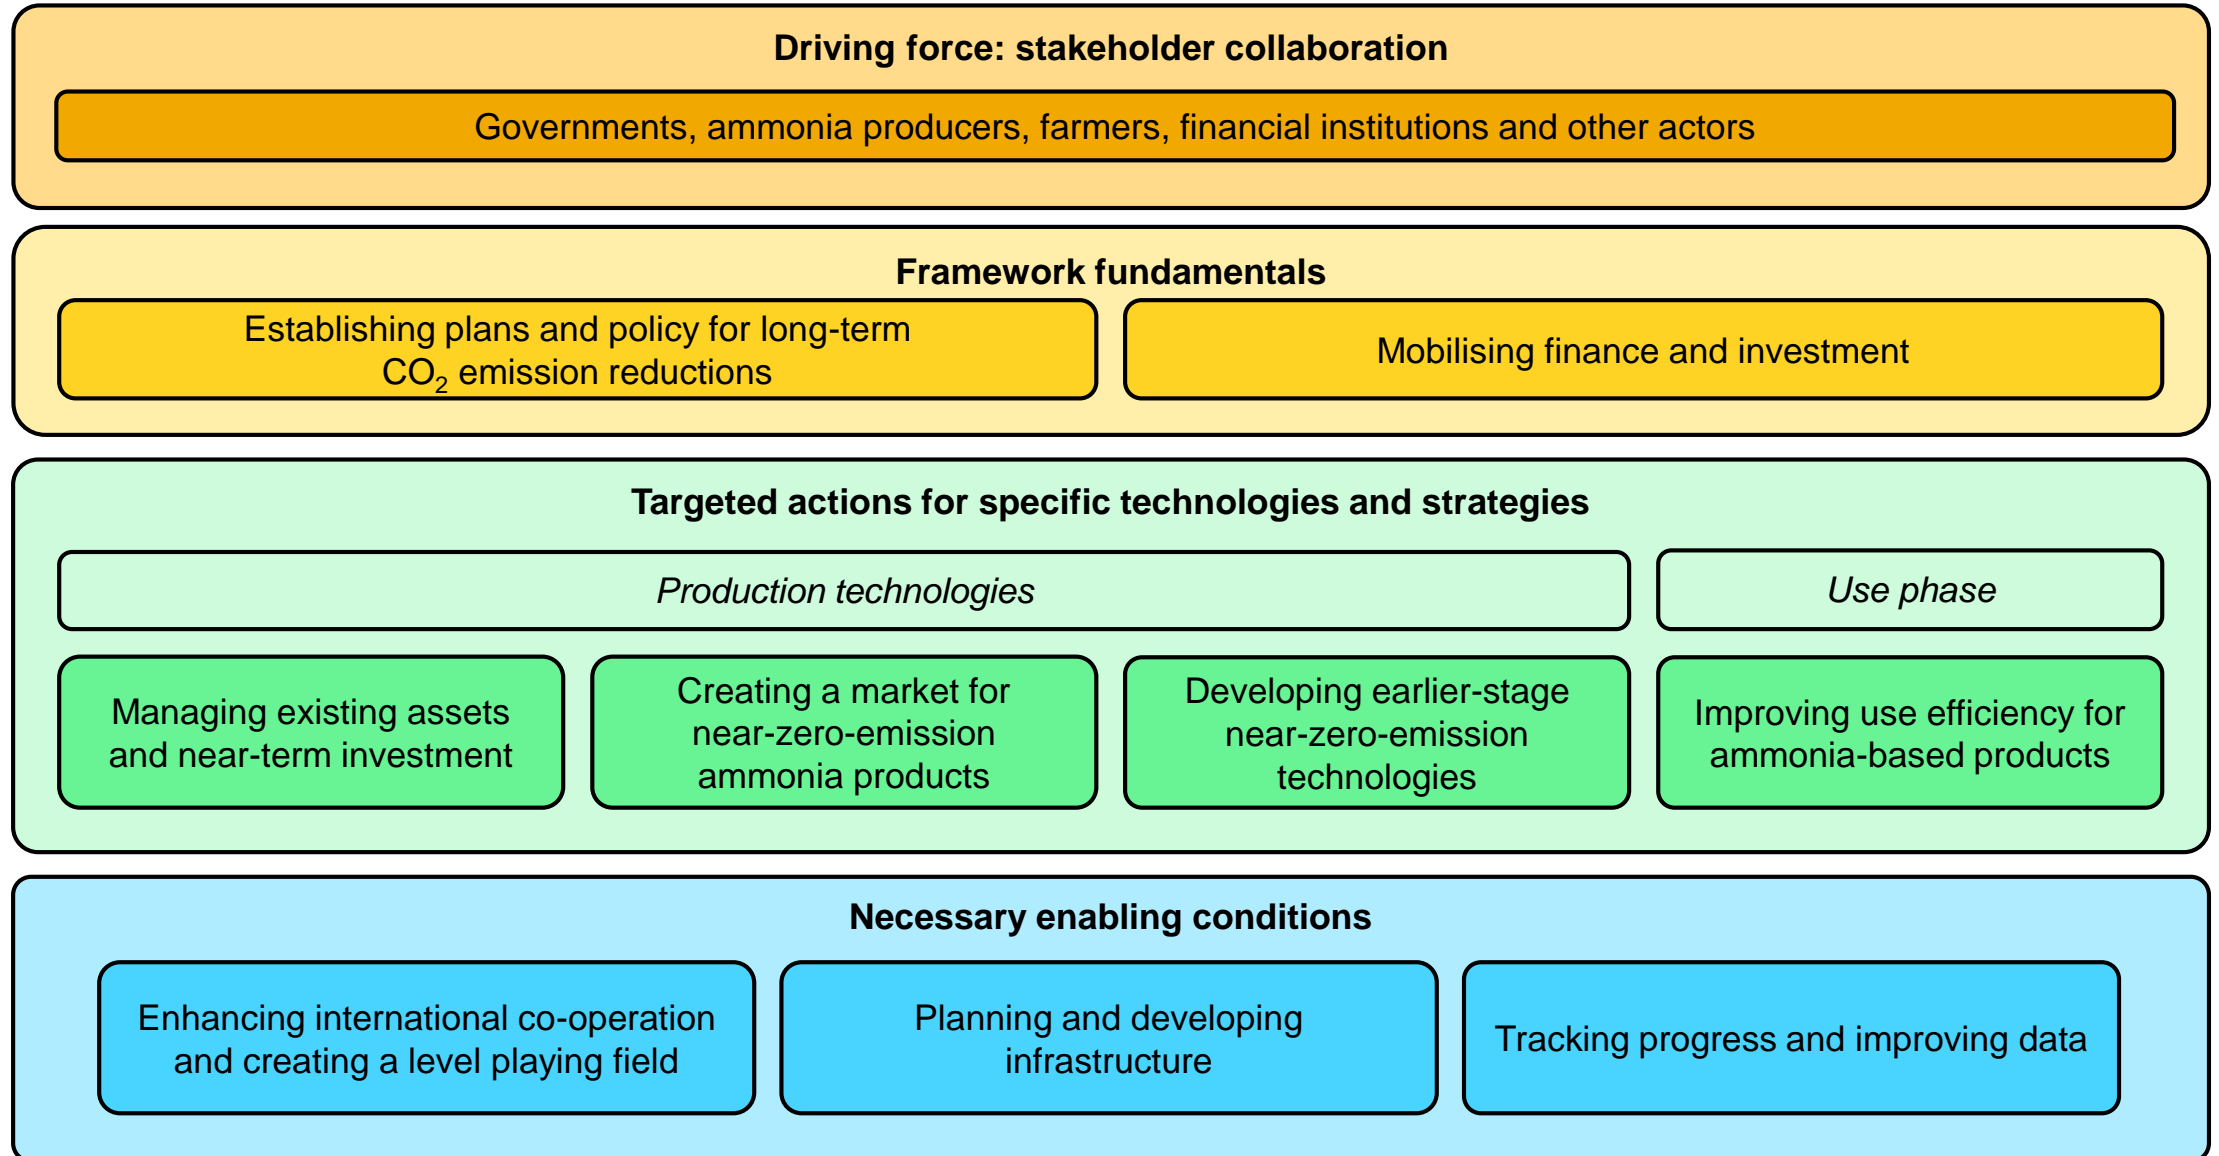 Driving force: stakeholder collaboration
Governments, ammonia producers, farmers, financial institutions and other actors
Framework fundamentals
Establishing plans and policy for long-term
CO₂ emission reductions
Mobilising finance and investment
Targeted actions for specific technologies and strategies
Production technologies
Use phase
Managing existing assets
and near-term investment
Creating a market for
near-zero-emission
ammonia products
Developing earlier-stage
near-zero-emission
technologies
Improving use efficiency for
ammonia-based products
Necessary enabling conditions
Enhancing international co-operation
and creating a level playing field
Planning and developing
infrastructure
Tracking progress and improving data